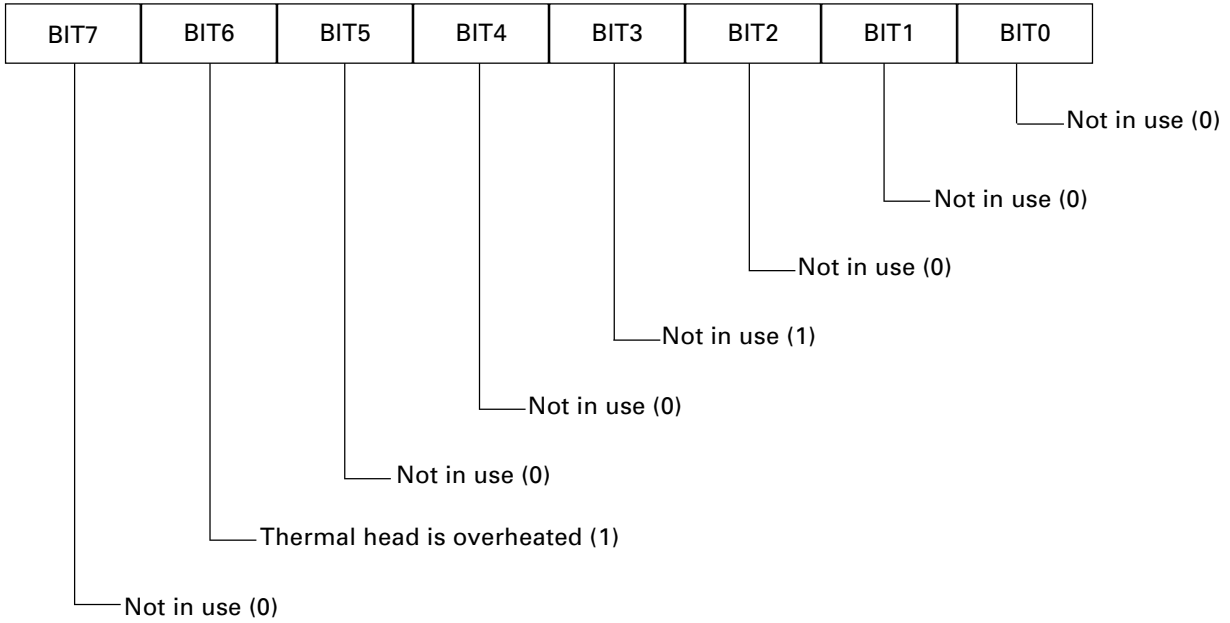 BIT7 BIT6 BIT5 BIT4 BIT3 BIT2 BIT1 BIT0
Not in use (0)
Not in use (0)
Not in use (0)
Not in use (1)
Not in use (0)
Not in use (0)
Thermal head is overheated (1)
Not in use (0)